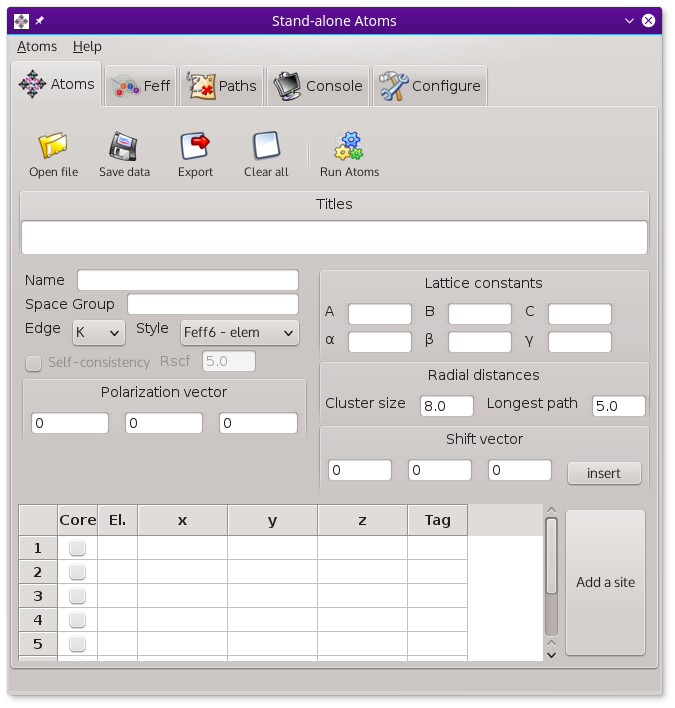 Stand-alone Atoms
Atoms Help
Atoms Feff Paths Console Configure
Open file Save data Export Clear all Run Atoms
Titles
Name
Space Group
Edge K Style Feff6 - elem
Self-consistency Rscf 5.0
Polarization vector
0 0 0
Lattice constants
A B C
α β γ
Radial distances
Cluster size 8.0 Longest path 5.0
Shift vector
0 0 0 insert
Core El. x y z Tag
1
2
3
4
5
Add a site